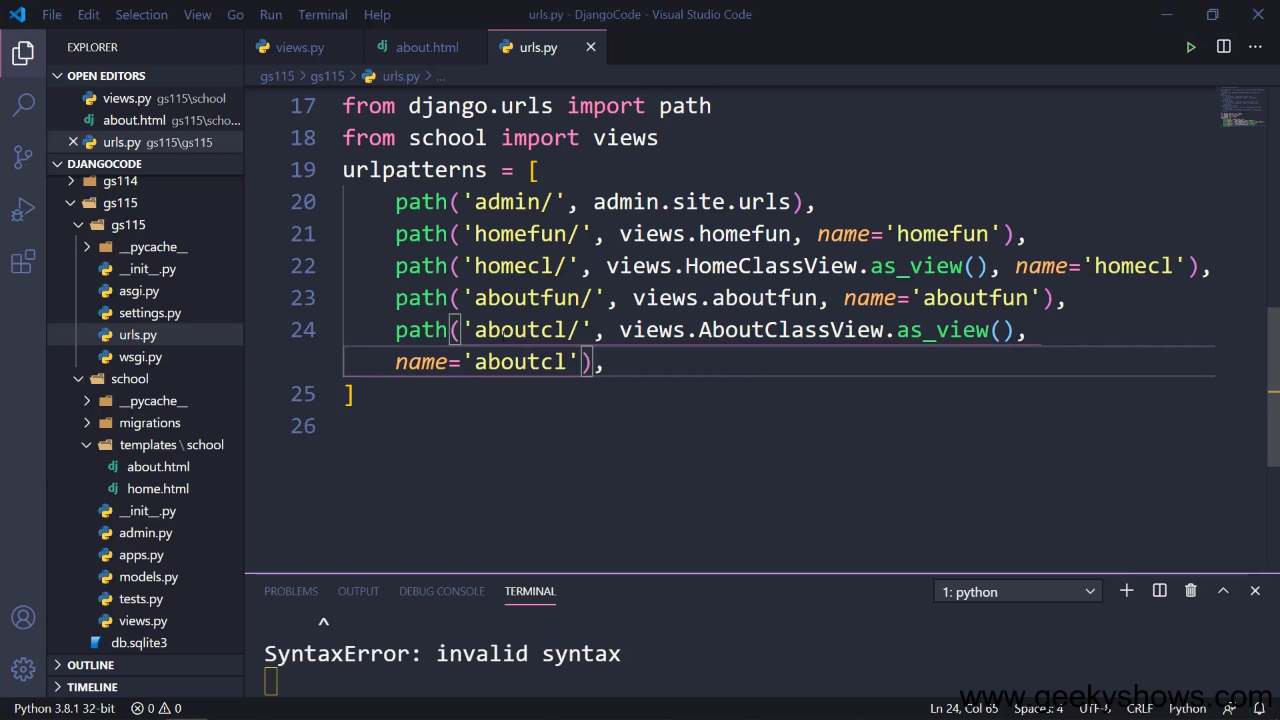 File Edit Selection View Go Run Terminal Help urls.py - DjangoCode - Visual Studio Code
EXPLORER
OPEN EDITORS
views.py gs115\school
about.html gs115\scho...
urls.py gs115\gs115
DJANGOCODE
gs114
gs115
gs115
__pycache__
__init__.py
asgi.py
settings.py
urls.py
wsgi.py
school
__pycache__
migrations
templates \ school
about.html
home.html
__init__.py
admin.py
apps.py
models.py
tests.py
views.py
db.sqlite3
OUTLINE
TIMELINE
views.py about.html urls.py
gs115 > gs115 > urls.py > ...
17 from django.urls import path
18 from school import views
19 urlpatterns = [
20 path('admin/', admin.site.urls),
21 path('homefun/', views.homefun, name='homefun'),
22 path('homecl/', views.HomeClassView.as_view(), name='homecl'),
23 path('aboutfun/', views.aboutfun, name='aboutfun'),
24 path('aboutcl/', views.AboutClassView.as_view(),
name='aboutcl'),
25 ]
26
PROBLEMS OUTPUT DEBUG CONSOLE TERMINAL 1: python
^
SyntaxError: invalid syntax
www.geekyshows.com
Python 3.8.1 32-bit 0 0 Ln 24, Col 65 Spaces: 4 UTF-8 CRLF Python